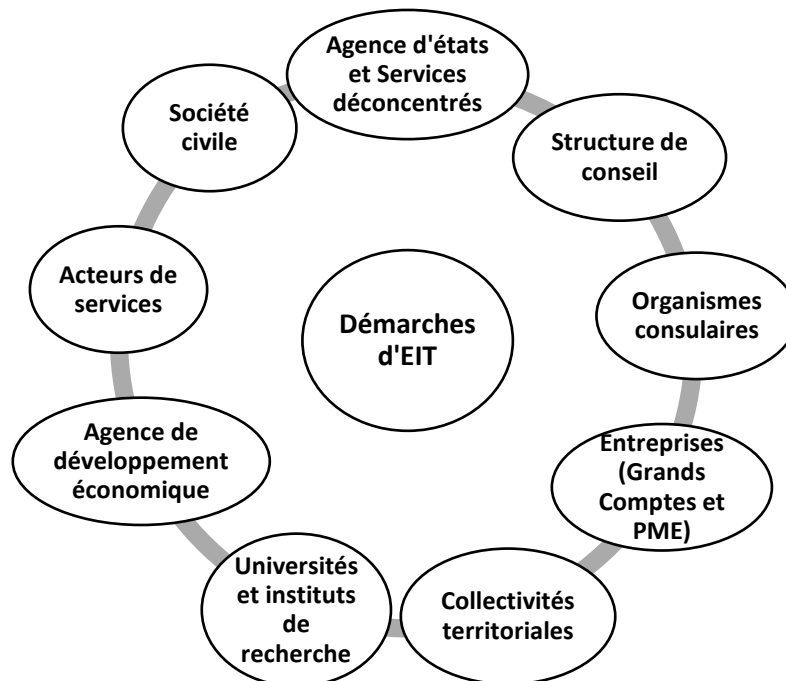 Agence d'états
et Services
déconcentrés
Structure de
conseil
Organismes
consulaires
Entreprises
(Grands
Comptes et
PME)
Collectivités
territoriales
Universités
et instituts
de
recherche
Agence de
développement
économique
Acteurs de
services
Société
civile
Démarches
d'EIT